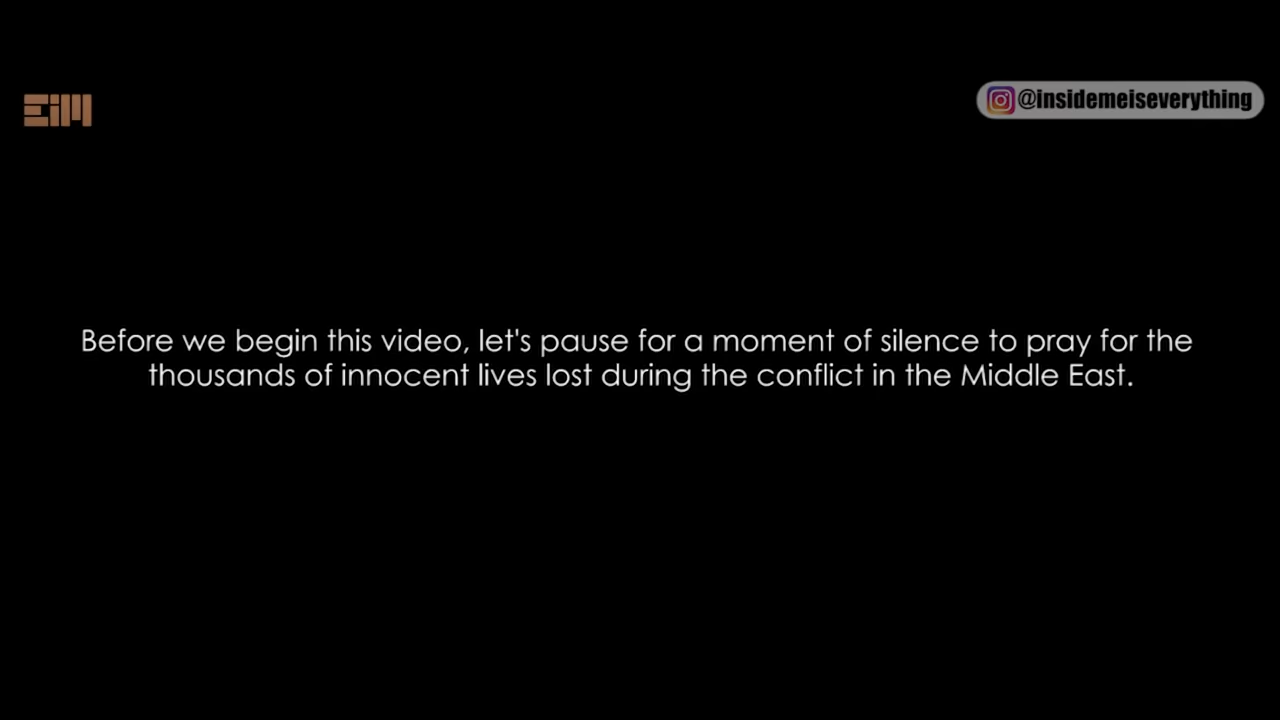 EiM
@insidemeiseverything
Before we begin this video, let's pause for a moment of silence to pray for the
thousands of innocent lives lost during the conflict in the Middle East.